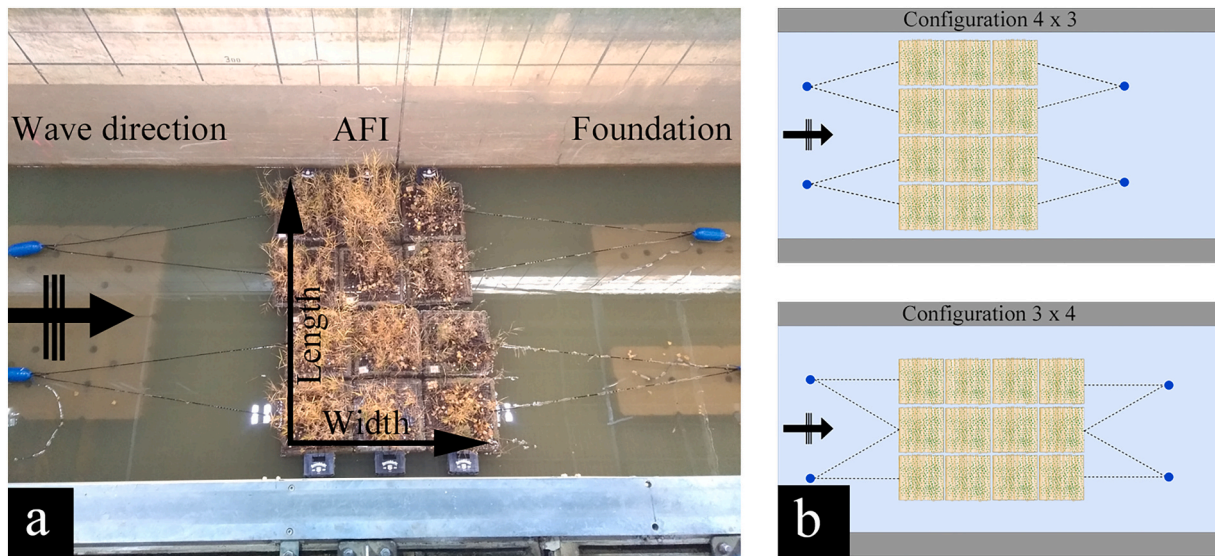 Wave direction
AFI
Foundation
Length
Width
a
Configuration 4 x 3
Configuration 3 x 4
b